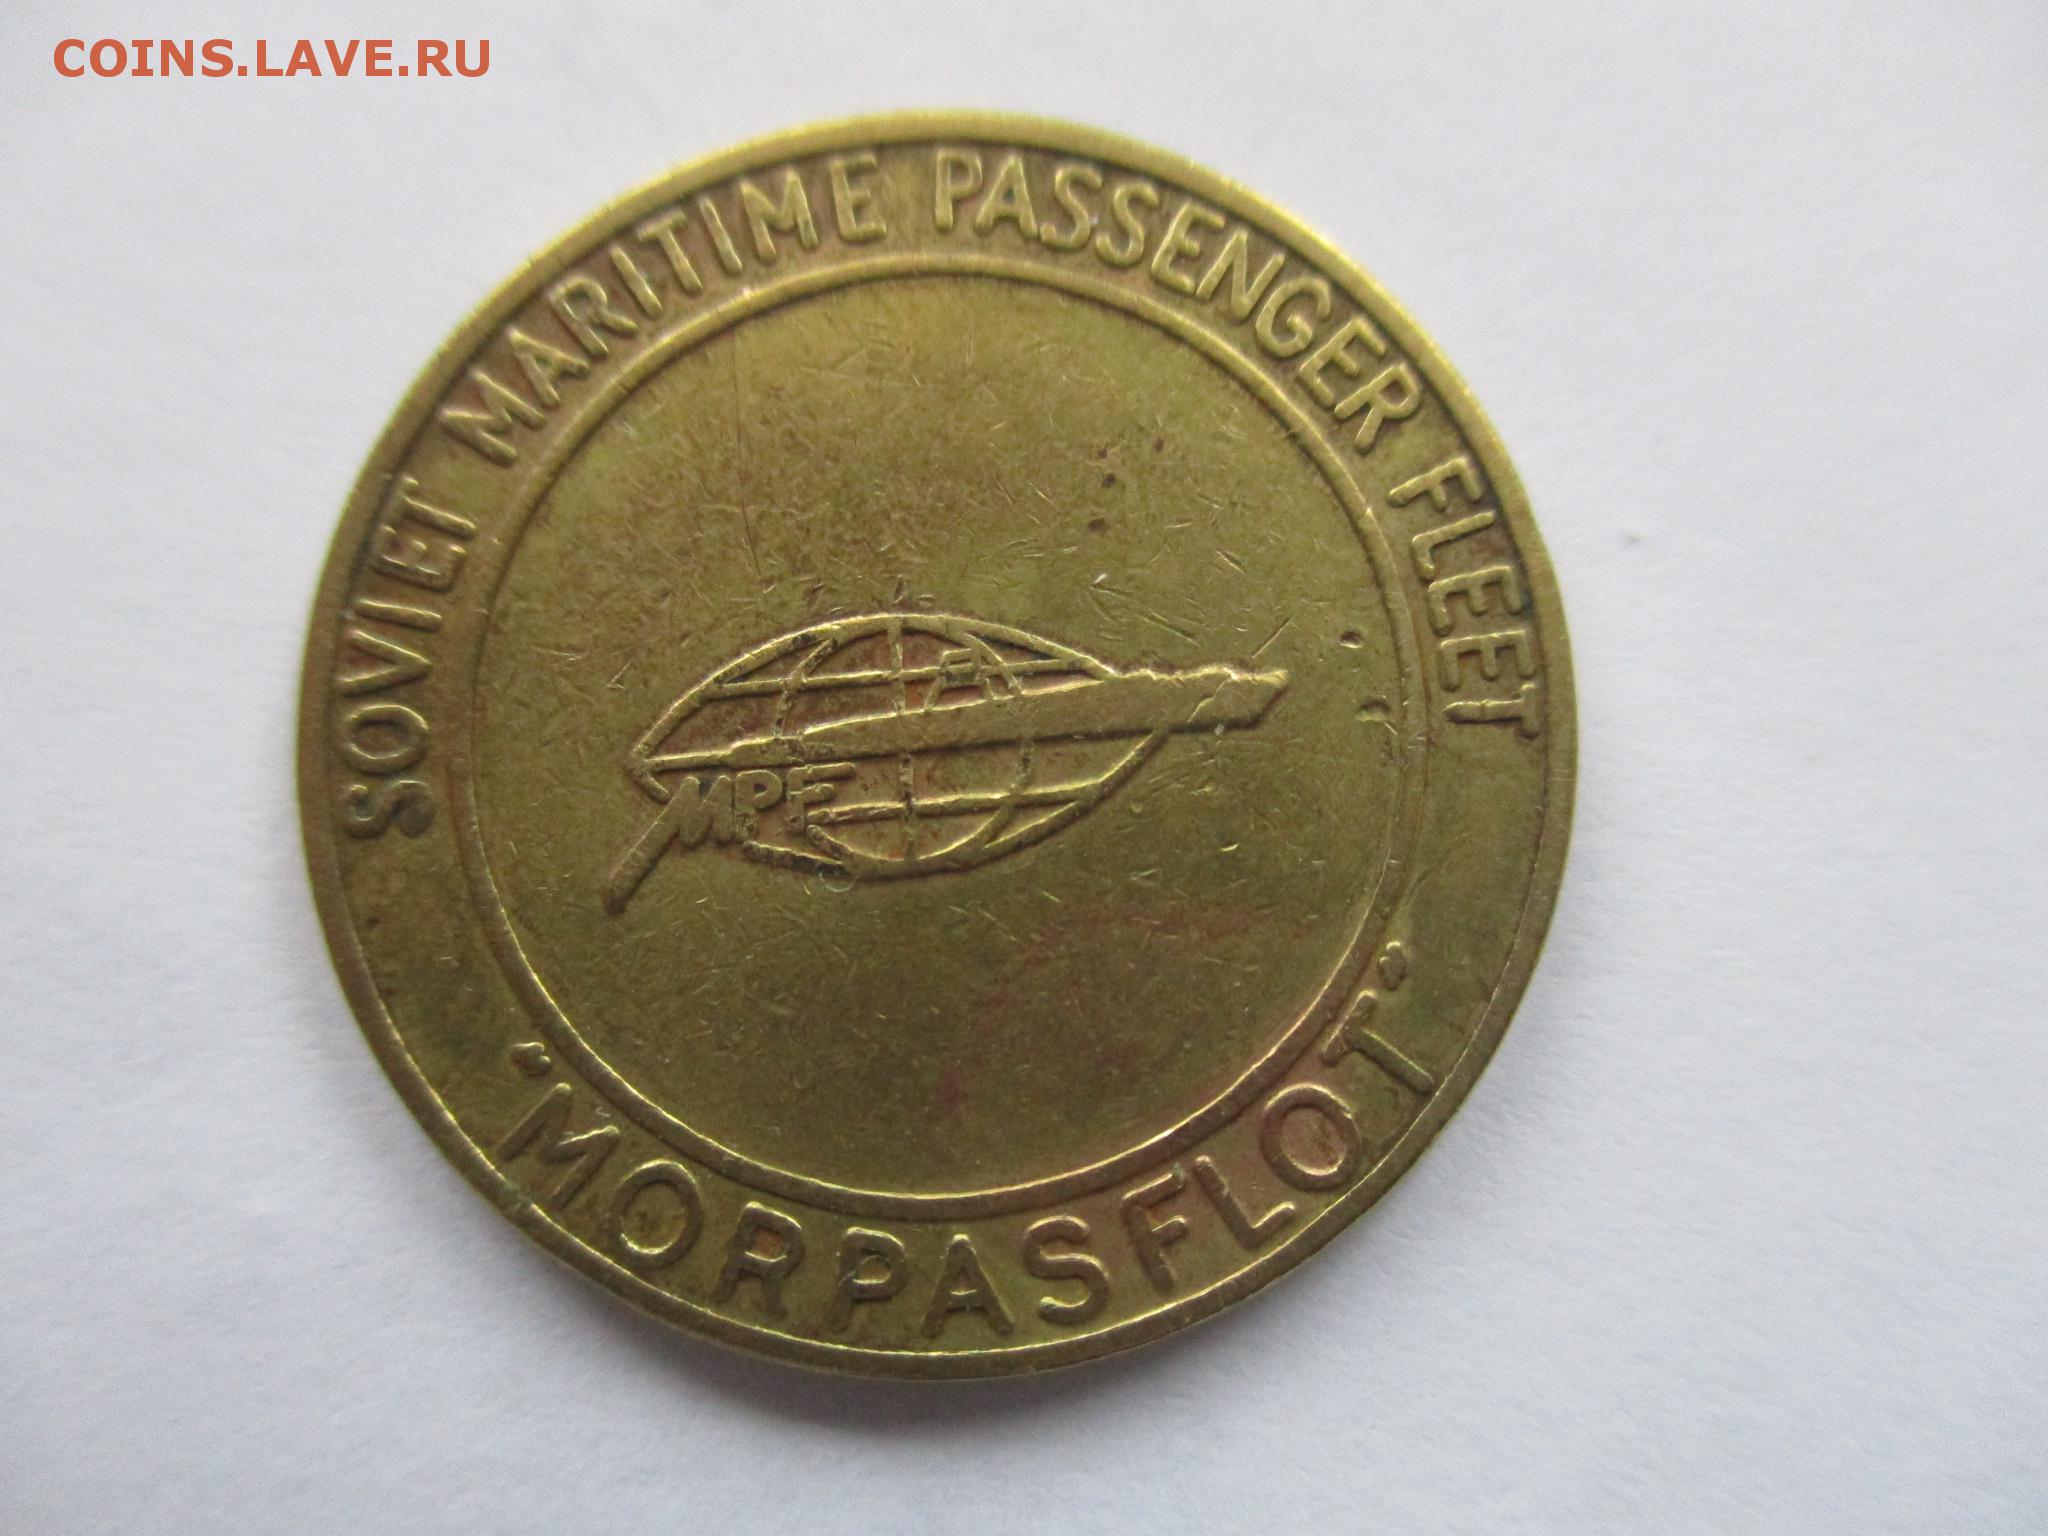 COINS.LAVE.RU
SOVIET MARITIME PASSENGER FLEET
MPF
"MORPASFLOT"